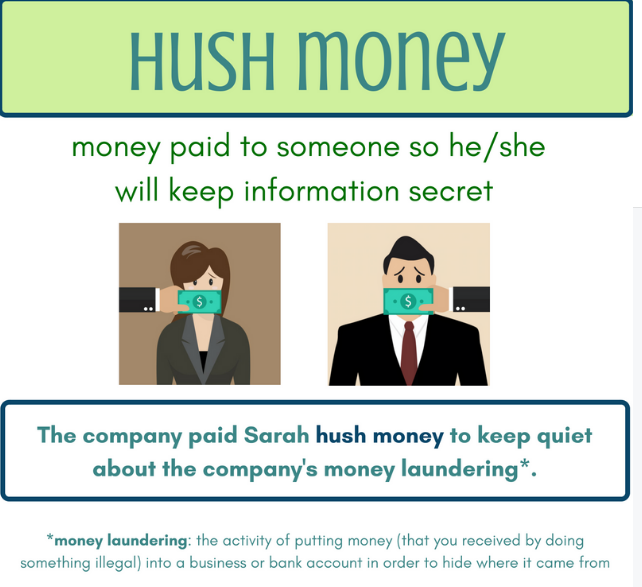 HUSH MONEY
money paid to someone so he/she
will keep information secret
$
$
The company paid Sarah hush money to keep quiet
about the company's money laundering*.
*money laundering: the activity of putting money (that you received by doing
something illegal) into a business or bank account in order to hide where it came from